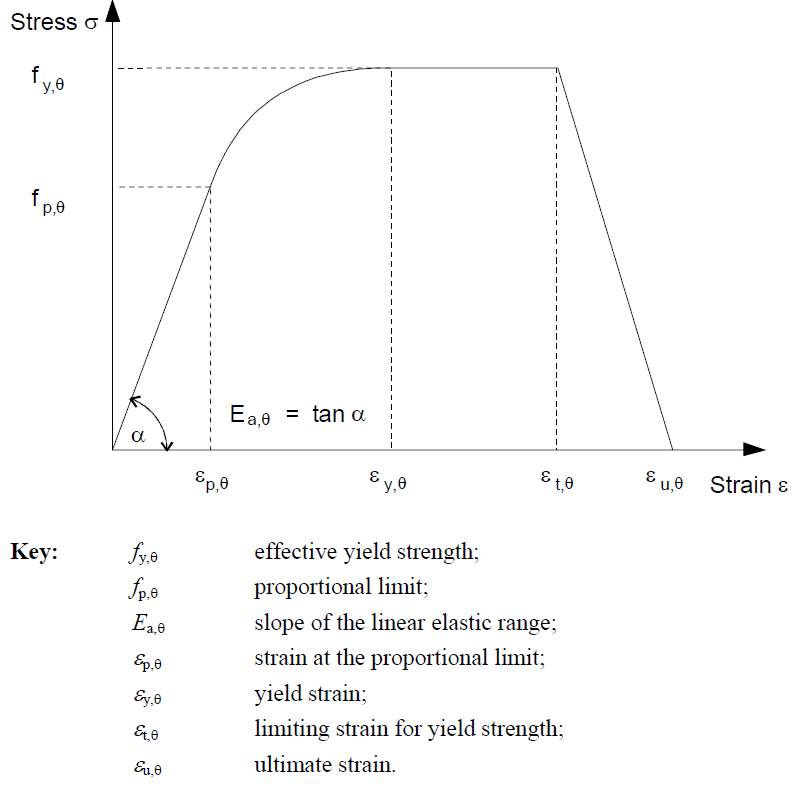 Stress σ
f y,θ
f p,θ
α
E a,θ = tan α
ε p,θ
ε y,θ
ε t,θ
ε u,θ
Strain ε
Key: f y,θ effective yield strength;
f p,θ proportional limit;
E a,θ slope of the linear elastic range;
ε p,θ strain at the proportional limit;
ε y,θ yield strain;
ε t,θ limiting strain for yield strength;
ε u,θ ultimate strain.